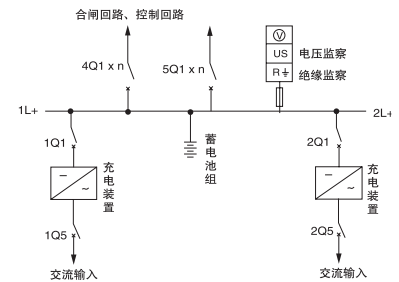 合闸回路、控制回路
4Q1 x n
5Q1 x n
V
US
R
电压监察
绝缘监察
1L+
2L+
1Q1
蓄电池组
2Q1
充电装置
充电装置
1Q5
2Q5
交流输入
交流输入